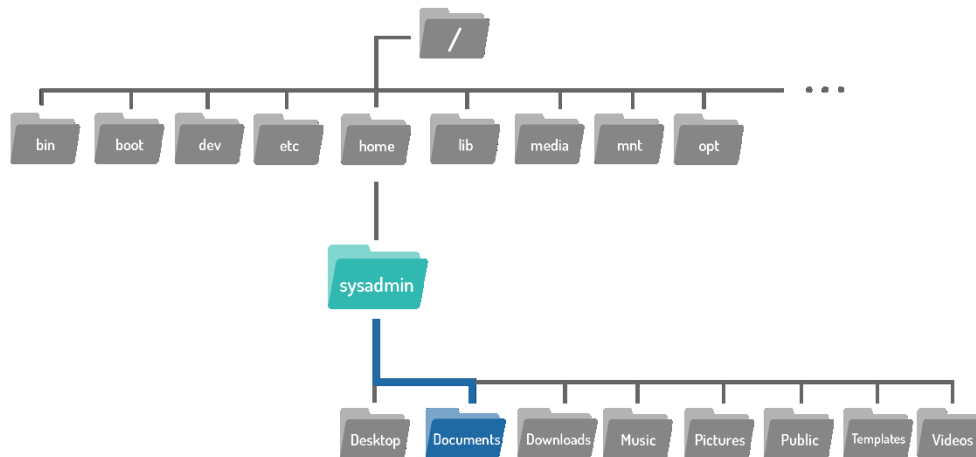 /
bin boot dev etc home lib media mnt opt
sysadmin
Desktop Documents Downloads Music Pictures Public Templates Videos